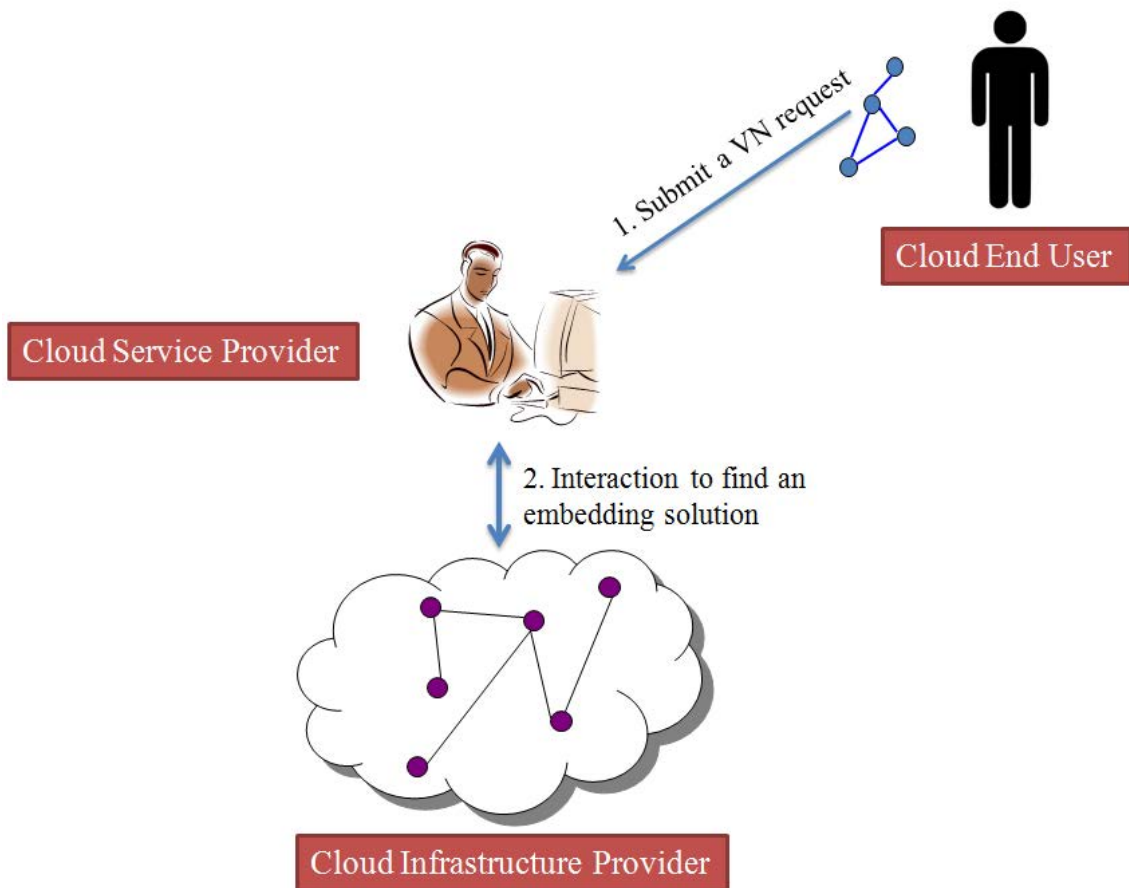 1. Submit a VN request
Cloud End User
Cloud Service Provider
2. Interaction to find an
embedding solution
Cloud Infrastructure Provider